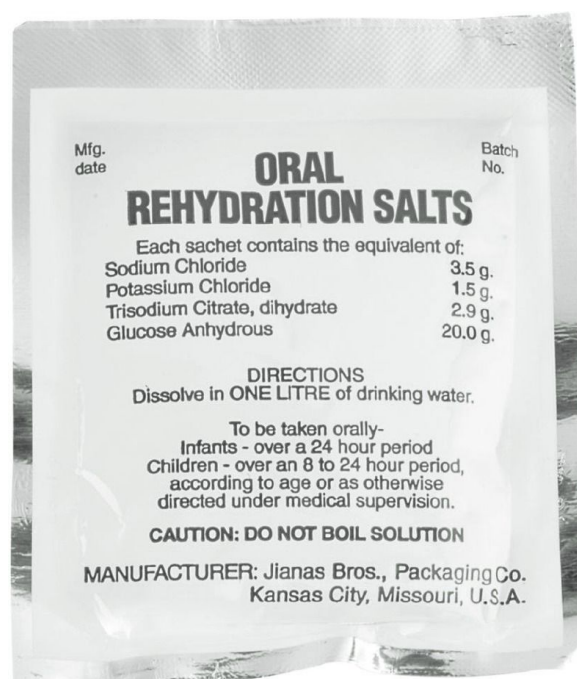 Mfg.
date
Batch
No.
ORAL
REHYDRATION SALTS
Each sachet contains the equivalent of:
Sodium Chloride 3.5 g.
Potassium Chloride 1.5 g.
Trisodium Citrate, dihydrate 2.9 g.
Glucose Anhydrous 20.0 g.
DIRECTIONS
Dissolve in ONE LITRE of drinking water.
To be taken orally-
Infants - over a 24 hour period
Children - over an 8 to 24 hour period,
according to age or as otherwise
directed under medical supervision.
CAUTION: DO NOT BOIL SOLUTION
MANUFACTURER: Jianas Bros., Packaging Co.
Kansas City, Missouri, U.S.A.